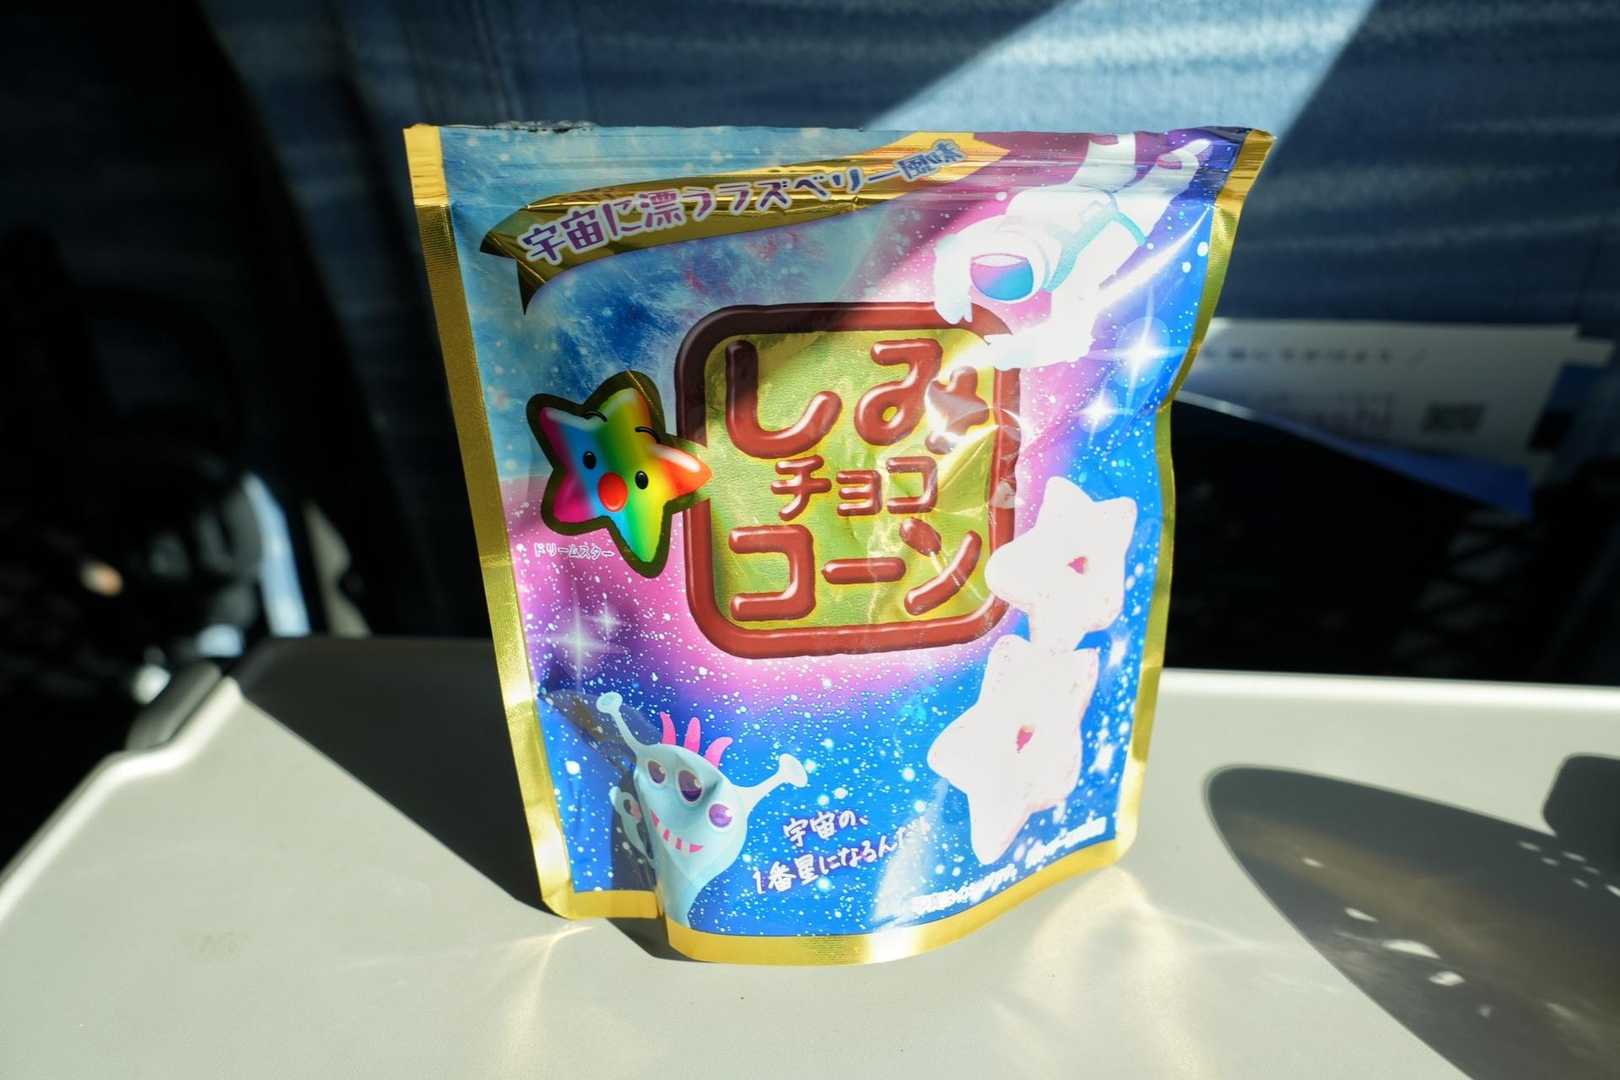 宇宙に漂うラズベリー風味
しみ
チョコ
コーン
ドリームスター
宇宙の、
1番星になるんだ!